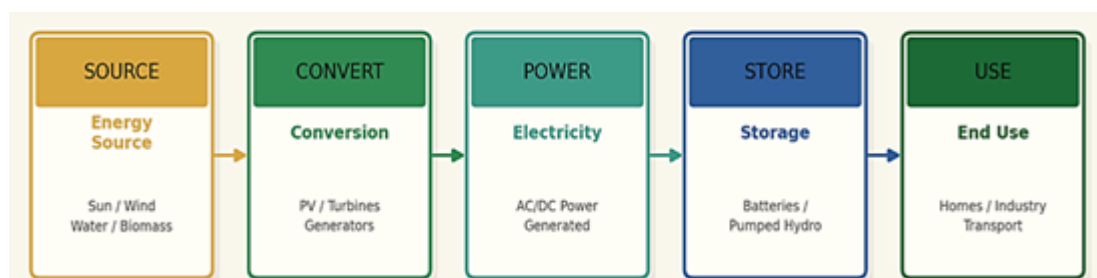 SOURCE
Energy
Source
Sun / Wind
Water / Biomass
CONVERT
Conversion
PV / Turbines
Generators
POWER
Electricity
AC/DC Power
Generated
STORE
Storage
Batteries /
Pumped Hydro
USE
End Use
Homes / Industry
Transport